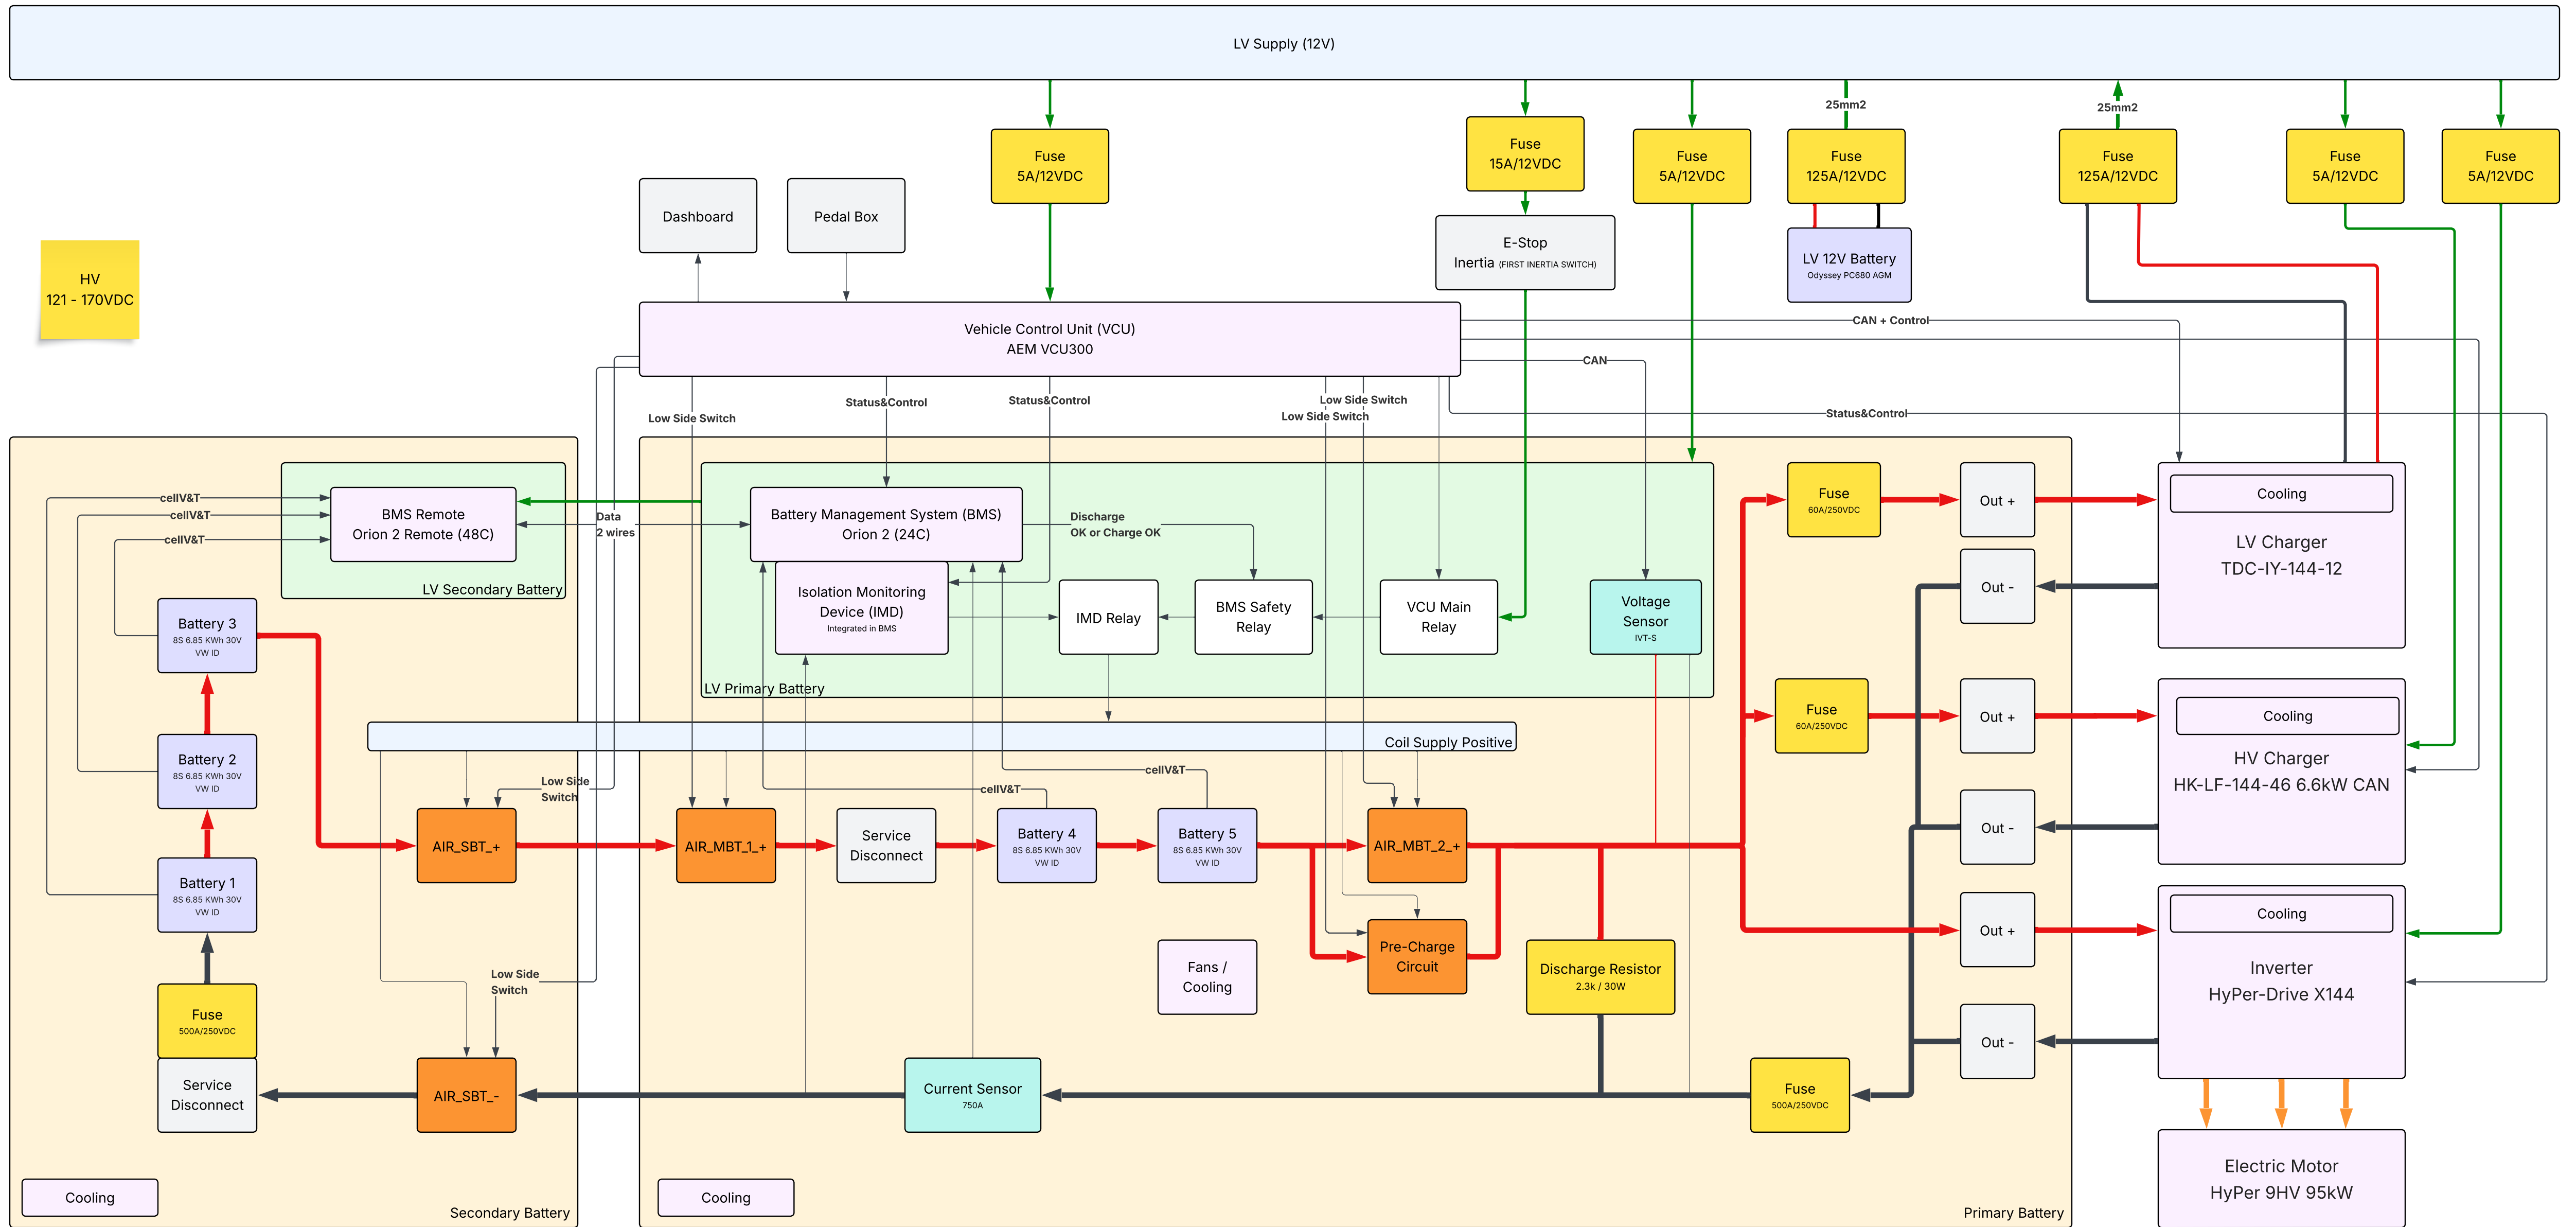 LV Supply (12V)
25mm2
25mm2
Fuse
5A/12VDC
Fuse
15A/12VDC
Fuse
5A/12VDC
Fuse
125A/12VDC
Fuse
125A/12VDC
Fuse
5A/12VDC
Fuse
5A/12VDC
Dashboard
Pedal Box
E-Stop
Inertia (FIRST INERTIA SWITCH)
LV 12V Battery
Odyssey PC680 AGM
HV
121 - 170VDC
Vehicle Control Unit (VCU)
AEM VCU300
CAN + Control
CAN
Status&Control
Low Side Switch
Status&Control
Status&Control
Low Side Switch
Low Side Switch
cellV&T
cellV&T
cellV&T
BMS Remote
Orion 2 Remote (48C)
LV Secondary Battery
Data
2 wires
Battery Management System (BMS)
Orion 2 (24C)
Discharge
OK or Charge OK
Isolation Monitoring
Device (IMD)
Integrated in BMS
IMD Relay
BMS Safety
Relay
VCU Main
Relay
Voltage
Sensor
IVT-S
LV Primary Battery
Fuse
60A/250VDC
Out +
Out -
Cooling
LV Charger
TDC-IY-144-12
Fuse
60A/250VDC
Out +
Out -
Cooling
HV Charger
HK-LF-144-46 6.6kW CAN
Battery 3
8S 6.85 KWh 30V
VW ID
Battery 2
8S 6.85 KWh 30V
VW ID
Battery 1
8S 6.85 KWh 30V
VW ID
Coil Supply Positive
Low Side
Switch
cellV&T
cellV&T
AIR_SBT_+
AIR_MBT_1_+
Service
Disconnect
Battery 4
8S 6.85 KWh 30V
VW ID
Battery 5
8S 6.85 KWh 30V
VW ID
AIR_MBT_2_+
Pre-Charge
Circuit
Fans /
Cooling
Discharge Resistor
2.3k / 30W
Out +
Out -
Cooling
Inverter
HyPer-Drive X144
Low Side
Switch
Fuse
500A/250VDC
Service
Disconnect
AIR_SBT_-
Current Sensor
750A
Fuse
500A/250VDC
Electric Motor
HyPer 9HV 95kW
Cooling
Secondary Battery
Cooling
Primary Battery